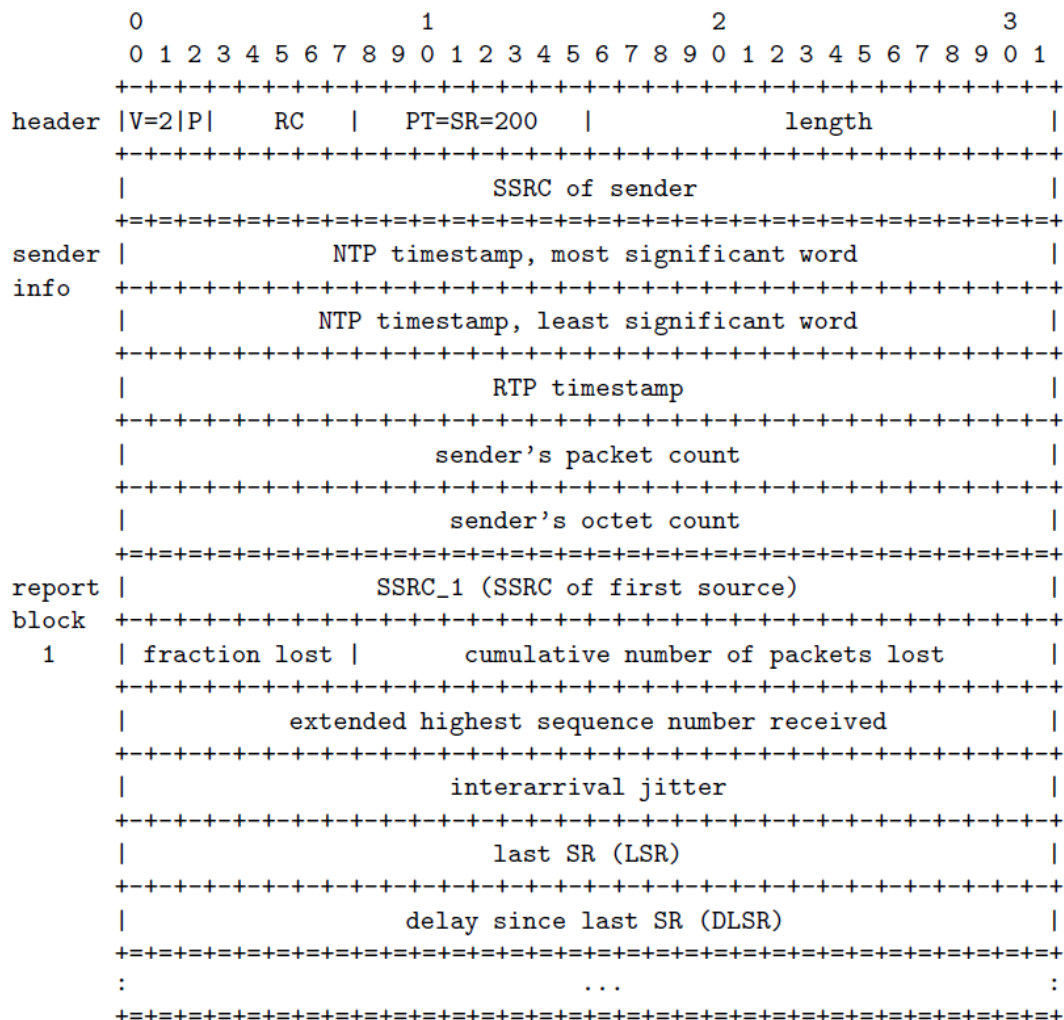 0                   1                   2                   3
        0 1 2 3 4 5 6 7 8 9 0 1 2 3 4 5 6 7 8 9 0 1 2 3 4 5 6 7 8 9 0 1
       +-+-+-+-+-+-+-+-+-+-+-+-+-+-+-+-+-+-+-+-+-+-+-+-+-+-+-+-+-+-+-+-+
header |V=2|P|    RC   |   PT=SR=200   |             length            |
       +-+-+-+-+-+-+-+-+-+-+-+-+-+-+-+-+-+-+-+-+-+-+-+-+-+-+-+-+-+-+-+-+
       |                         SSRC of sender                        |
       +=+=+=+=+=+=+=+=+=+=+=+=+=+=+=+=+=+=+=+=+=+=+=+=+=+=+=+=+=+=+=+=+
sender |              NTP timestamp, most significant word             |
info   +-+-+-+-+-+-+-+-+-+-+-+-+-+-+-+-+-+-+-+-+-+-+-+-+-+-+-+-+-+-+-+-+
       |             NTP timestamp, least significant word             |
       +-+-+-+-+-+-+-+-+-+-+-+-+-+-+-+-+-+-+-+-+-+-+-+-+-+-+-+-+-+-+-+-+
       |                         RTP timestamp                         |
       +-+-+-+-+-+-+-+-+-+-+-+-+-+-+-+-+-+-+-+-+-+-+-+-+-+-+-+-+-+-+-+-+
       |                     sender's packet count                     |
       +-+-+-+-+-+-+-+-+-+-+-+-+-+-+-+-+-+-+-+-+-+-+-+-+-+-+-+-+-+-+-+-+
       |                      sender's octet count                     |
       +=+=+=+=+=+=+=+=+=+=+=+=+=+=+=+=+=+=+=+=+=+=+=+=+=+=+=+=+=+=+=+=+
report |                 SSRC_1 (SSRC of first source)                 |
block  +-+-+-+-+-+-+-+-+-+-+-+-+-+-+-+-+-+-+-+-+-+-+-+-+-+-+-+-+-+-+-+-+
  1    | fraction lost |       cumulative number of packets lost       |
       +-+-+-+-+-+-+-+-+-+-+-+-+-+-+-+-+-+-+-+-+-+-+-+-+-+-+-+-+-+-+-+-+
       |           extended highest sequence number received           |
       +-+-+-+-+-+-+-+-+-+-+-+-+-+-+-+-+-+-+-+-+-+-+-+-+-+-+-+-+-+-+-+-+
       |                      interarrival jitter                      |
       +-+-+-+-+-+-+-+-+-+-+-+-+-+-+-+-+-+-+-+-+-+-+-+-+-+-+-+-+-+-+-+-+
       |                         last SR (LSR)                         |
       +-+-+-+-+-+-+-+-+-+-+-+-+-+-+-+-+-+-+-+-+-+-+-+-+-+-+-+-+-+-+-+-+
       |                   delay since last SR (DLSR)                  |
       +=+=+=+=+=+=+=+=+=+=+=+=+=+=+=+=+=+=+=+=+=+=+=+=+=+=+=+=+=+=+=+=+
       :                               ...                             :
       +=+=+=+=+=+=+=+=+=+=+=+=+=+=+=+=+=+=+=+=+=+=+=+=+=+=+=+=+=+=+=+=+